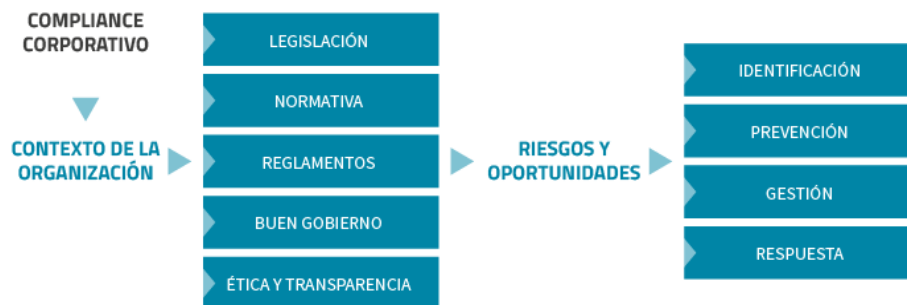 COMPLIANCE
CORPORATIVO
CONTEXTO DE LA
ORGANIZACIÓN
LEGISLACIÓN
NORMATIVA
REGLAMENTOS
BUEN GOBIERNO
ÉTICA Y TRANSPARENCIA
RIESGOS Y
OPORTUNIDADES
IDENTIFICACIÓN
PREVENCIÓN
GESTIÓN
RESPUESTA